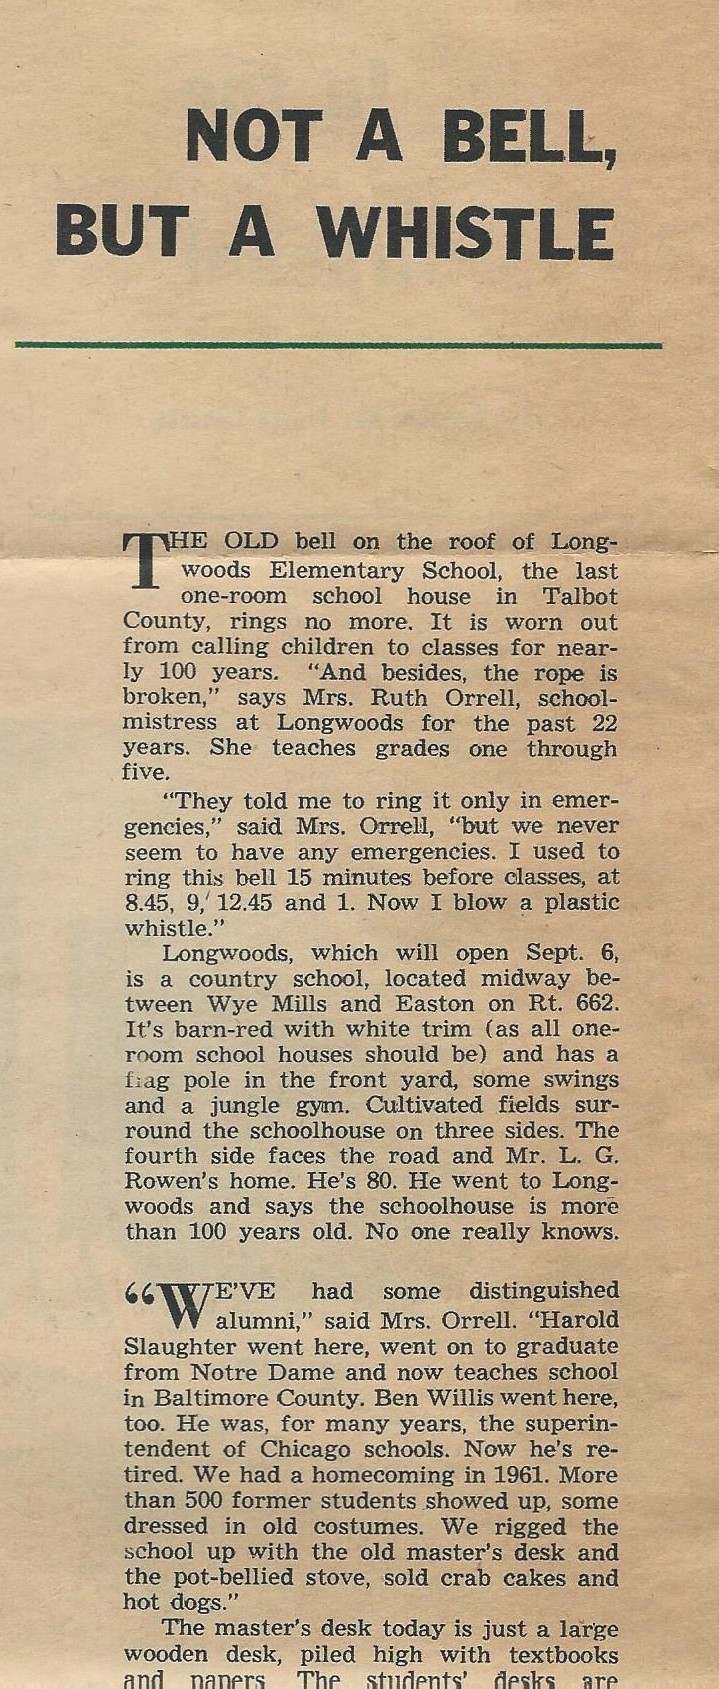 NOT A BELL,
BUT A WHISTLE
THE OLD bell on the roof of Long-
woods Elementary School, the last
one-room school house in Talbot
County, rings no more. It is worn out
from calling children to classes for near-
ly 100 years. "And besides, the rope is
broken," says Mrs. Ruth Orrell, school-
mistress at Longwoods for the past 22
years. She teaches grades one through
five.
"They told me to ring it only in emer-
gencies," said Mrs. Orrell, "but we never
seem to have any emergencies. I used to
ring this bell 15 minutes before classes, at
8.45, 9, 12.45 and 1. Now I blow a plastic
whistle."
Longwoods, which will open Sept. 6,
is a country school, located midway be-
tween Wye Mills and Easton on Rt. 662.
It's barn-red with white trim (as all one-
room school houses should be) and has a
flag pole in the front yard, some swings
and a jungle gym. Cultivated fields sur-
round the schoolhouse on three sides. The
fourth side faces the road and Mr. L. G.
Rowen's home. He's 80. He went to Long-
woods and says the schoolhouse is more
than 100 years old. No one really knows.
"WE'VE had some distinguished
alumni," said Mrs. Orrell. "Harold
Slaughter went here, went on to graduate
from Notre Dame and now teaches school
in Baltimore County. Ben Willis went here,
too. He was, for many years, the superin-
tendent of Chicago schools. Now he's re-
tired. We had a homecoming in 1961. More
than 500 former students showed up, some
dressed in old costumes. We rigged the
school up with the old master's desk and
the pot-bellied stove, sold crab cakes and
hot dogs."
The master's desk today is just a large
wooden desk, piled high with textbooks
and papers. The students' desks are